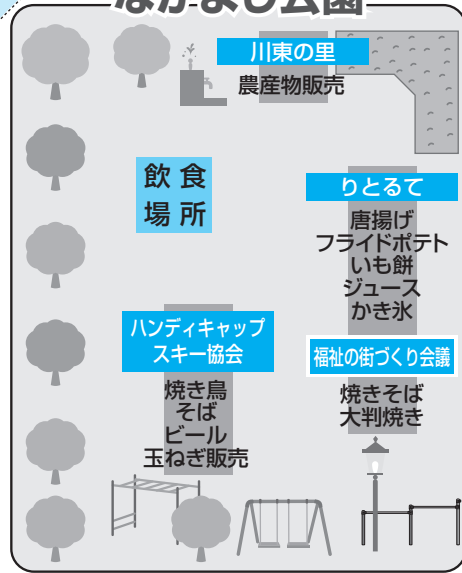 なかよし公園
川東の里
農産物販売
飲食
場所
りとるて
唐揚げ
フライドポテト
いも餅
ジュース
かき氷
ハンディキャップ
スキー協会
焼き鳥
そば
ビール
玉ねぎ販売
福祉の街づくり会議
焼きそば
大判焼き